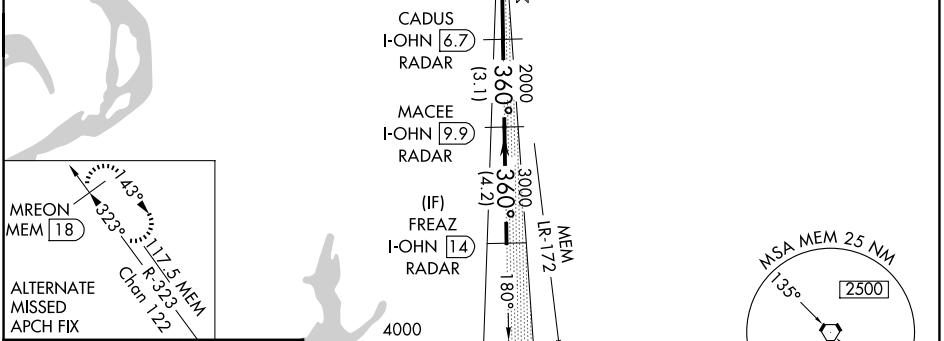 CADUS
I-OHN 6.7
RADAR
2000
360°
(3.1)
MACEE
I-OHN 9.9
RADAR
3000
360°
(4.2)
(IF)
FREAZ
I-OHN 14
RADAR
180°
MEM
LR-172
4000
MREON
MEM 18
143°
323°
117.5 MEM
R-323
Chan 122
ALTERNATE
MISSED
APCH FIX
MSA MEM 25 NM
135°
2500